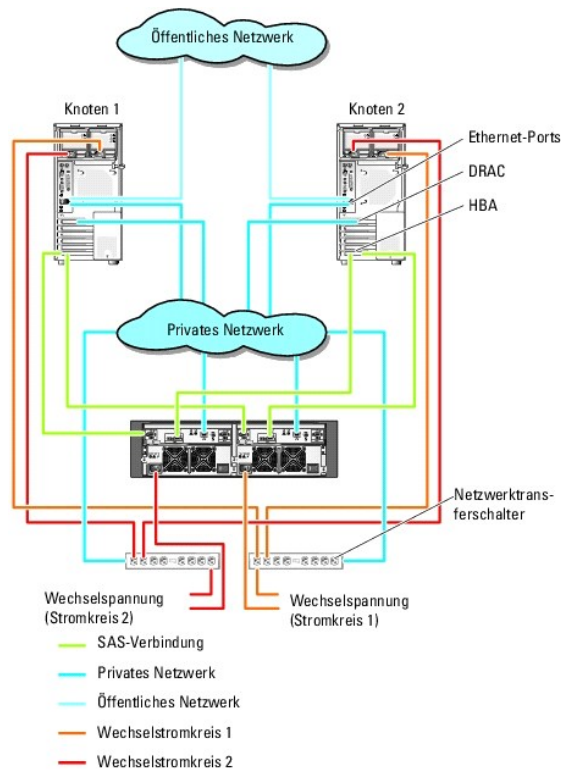 Öffentliches Netzwerk
Knoten 1
Knoten 2
Ethernet-Ports
DRAC
HBA
Privates Netzwerk
Netzwerktrans-
ferschalter
Wechselspannung
(Stromkreis 2)
Wechselspannung
(Stromkreis 1)
SAS-Verbindung
Privates Netzwerk
Öffentliches Netzwerk
Wechselstromkreis 1
Wechselstromkreis 2